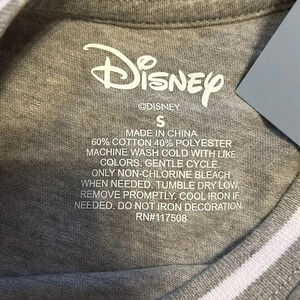 Disney
©DISNEY
S
MADE IN CHINA
60% COTTON 40% POLYESTER
MACHINE WASH COLD WITH LIKE
COLORS. GENTLE CYCLE.
ONLY NON-CHLORINE BLEACH
WHEN NEEDED. TUMBLE DRY LOW.
REMOVE PROMPTLY. COOL IRON IF
NEEDED. DO NOT IRON DECORATION.
RN#117508